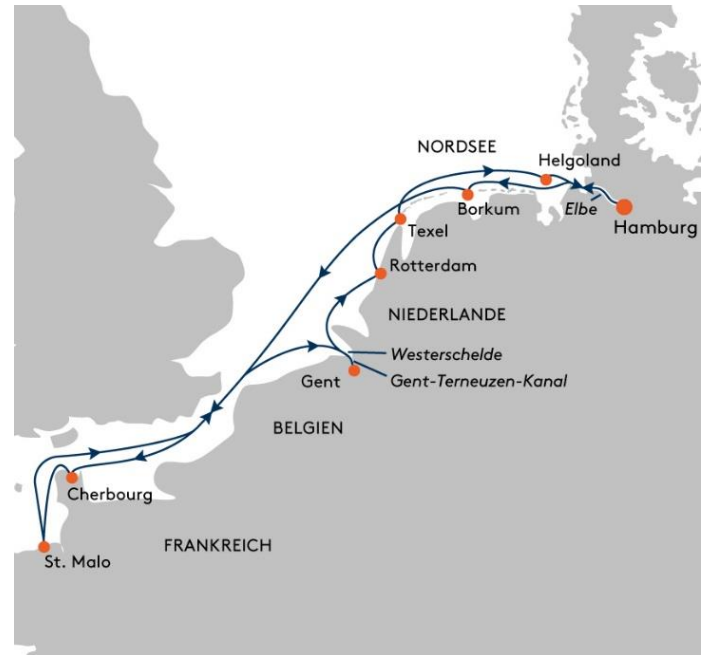 NORDSEE
Helgoland
Borkum
Elbe
Hamburg
Texel
Rotterdam
NIEDERLANDE
Westerschelde
Gent
Gent-Terneuzen-Kanal
BELGIEN
Cherbourg
FRANKREICH
St. Malo